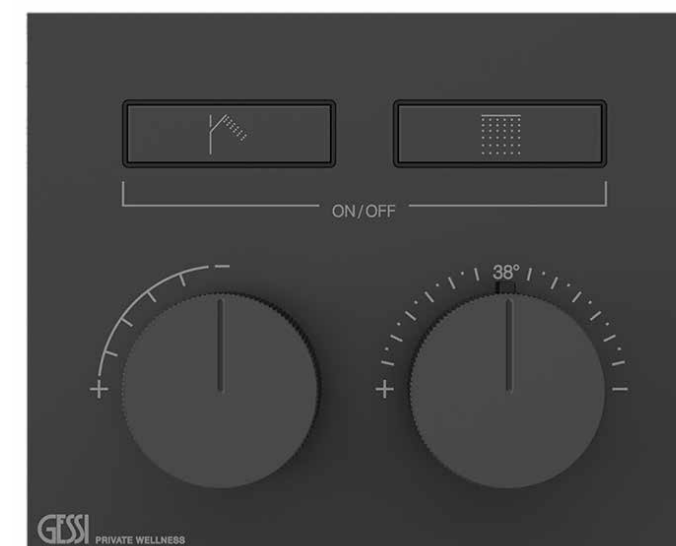 ON/OFF
38°
−
+
+ −
GESSI PRIVATE WELLNESS